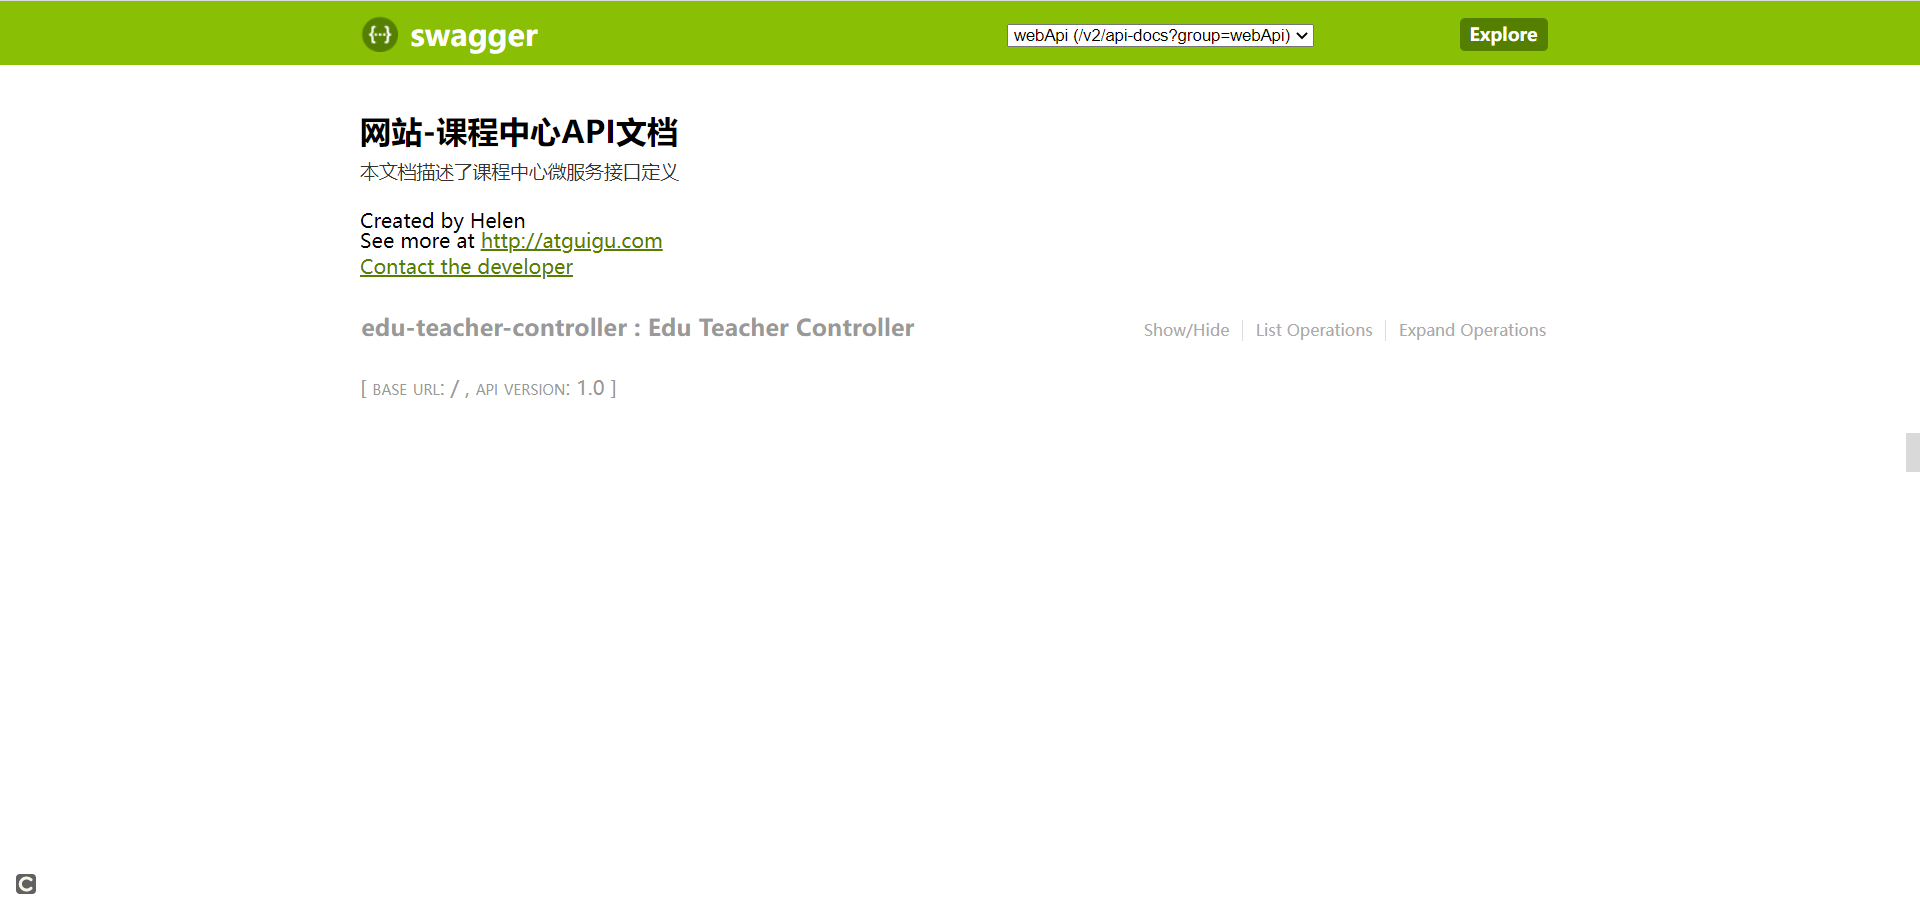 swagger
webApi (/v2/api-docs?group=webApi)
Explore
网站-课程中心API文档
本文档描述了课程中心微服务接口定义
Created by Helen
See more at http://atguigu.com
Contact the developer
edu-teacher-controller : Edu Teacher Controller
Show/Hide
List Operations
Expand Operations
[ BASE URL: / , API VERSION: 1.0 ]